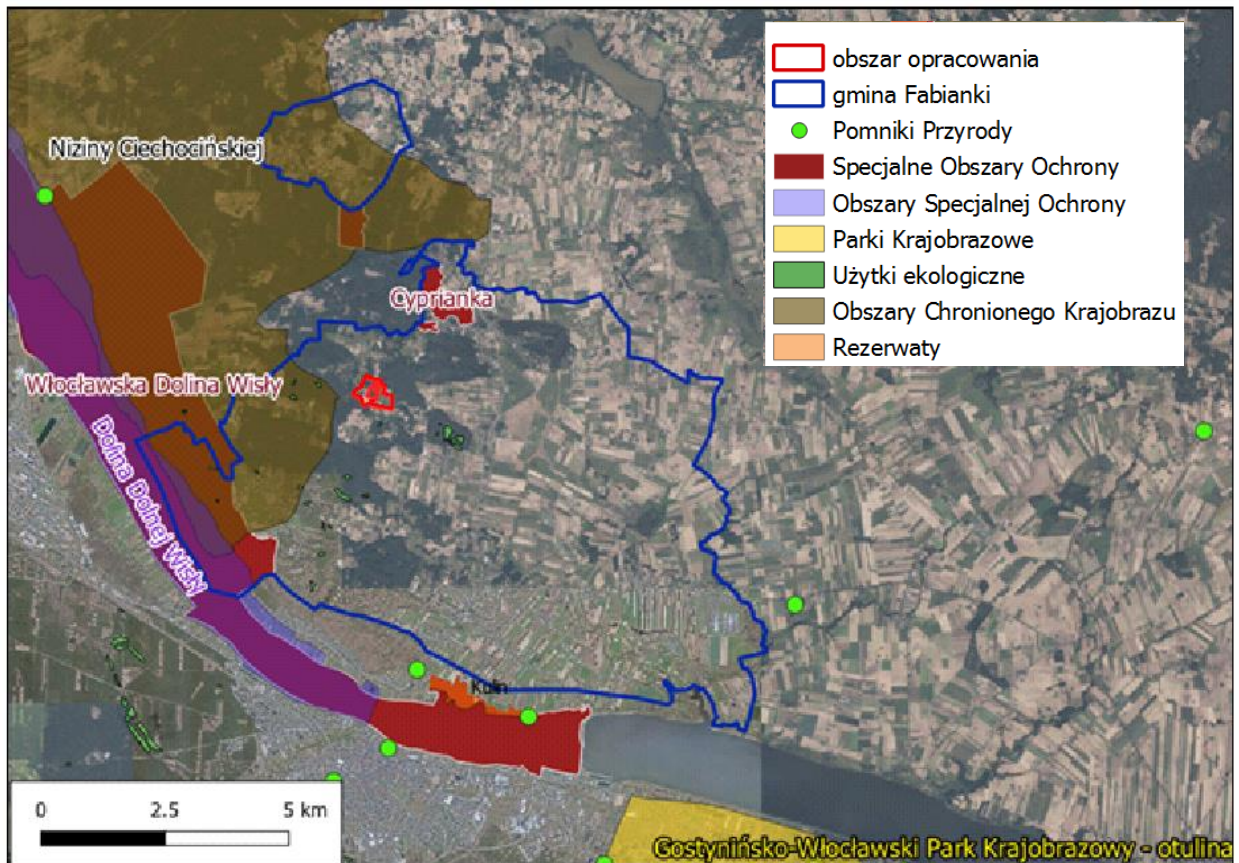 obszar opracowania
gmina Fabianki
Pomniki Przyrody
Specjalne Obszary Ochrony
Obszary Specjalnej Ochrony
Parki Krajobrazowe
Użytki ekologiczne
Obszary Chronionego Krajobrazu
Rezerwaty
Niziny Ciechocińskiej
Cyprianka
Włocławska Dolina Wisły
Dolina Dolnej Wisły
Kulin
0 2.5 5 km
Gostynińsko-Włocławski Park Krajobrazowy - otulina